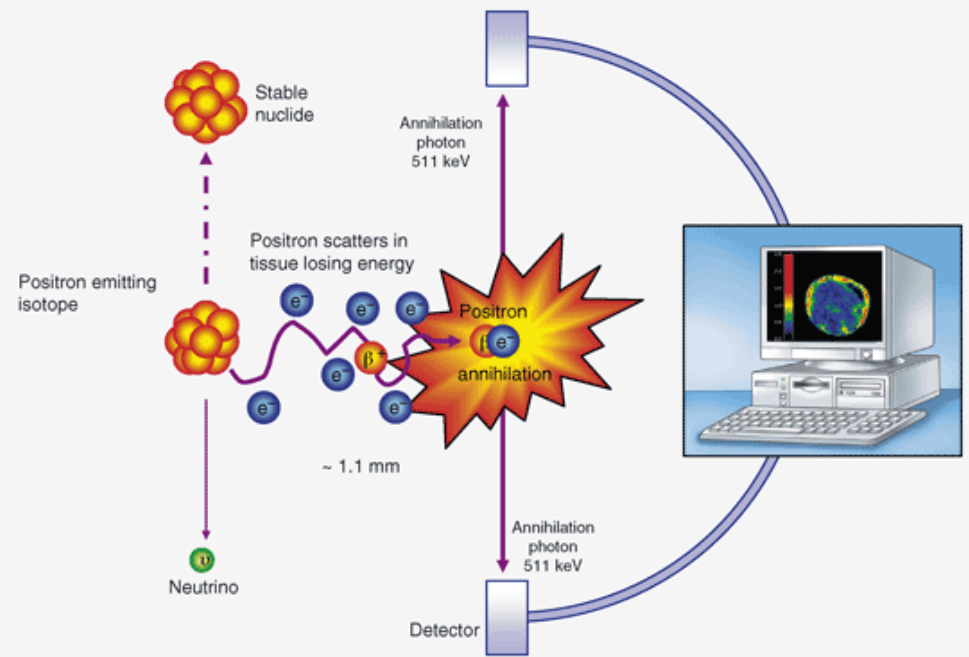 Stable
nuclide
Annihilation
photon
511 keV
Positron scatters in
tissue losing energy
Positron emitting
isotope
e⁻
e⁻
e⁻
Positron
β e⁻
β⁺
e⁻
annihilation
e⁻
e⁻
~ 1.1 mm
Annihilation
photon
511 keV
υ
Neutrino
Detector